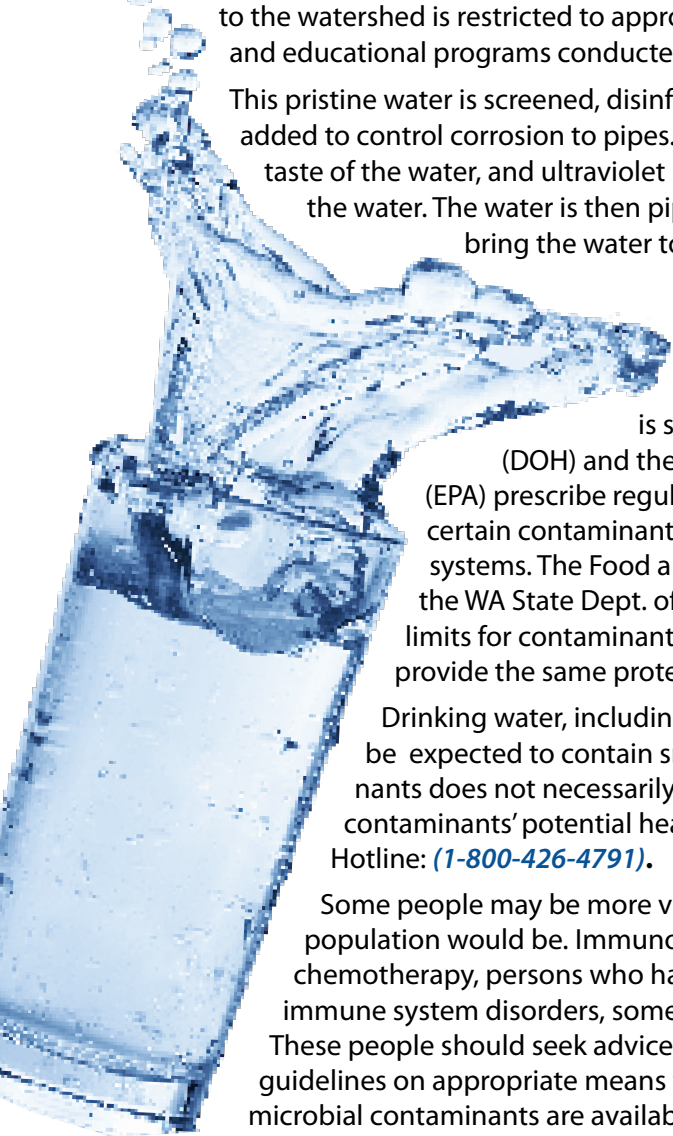 to the watershed is restricted to appro
and educational programs conducte
This pristine water is screened, disinf
added to control corrosion to pipes.
taste of the water, and ultraviolet
the water. The water is then pip
bring the water to
is s
(DOH) and the
(EPA) prescribe regul
certain contaminant
systems. The Food a
the WA State Dept. of
limits for contaminant
provide the same prote
Drinking water, includin
be expected to contain sm
nants does not necessarily
contaminants' potential hea
Hotline: (1-800-426-4791).
Some people may be more v
population would be. Immuno
chemotherapy, persons who ha
immune system disorders, some
These people should seek advice
guidelines on appropriate means
microbial contaminants are availab